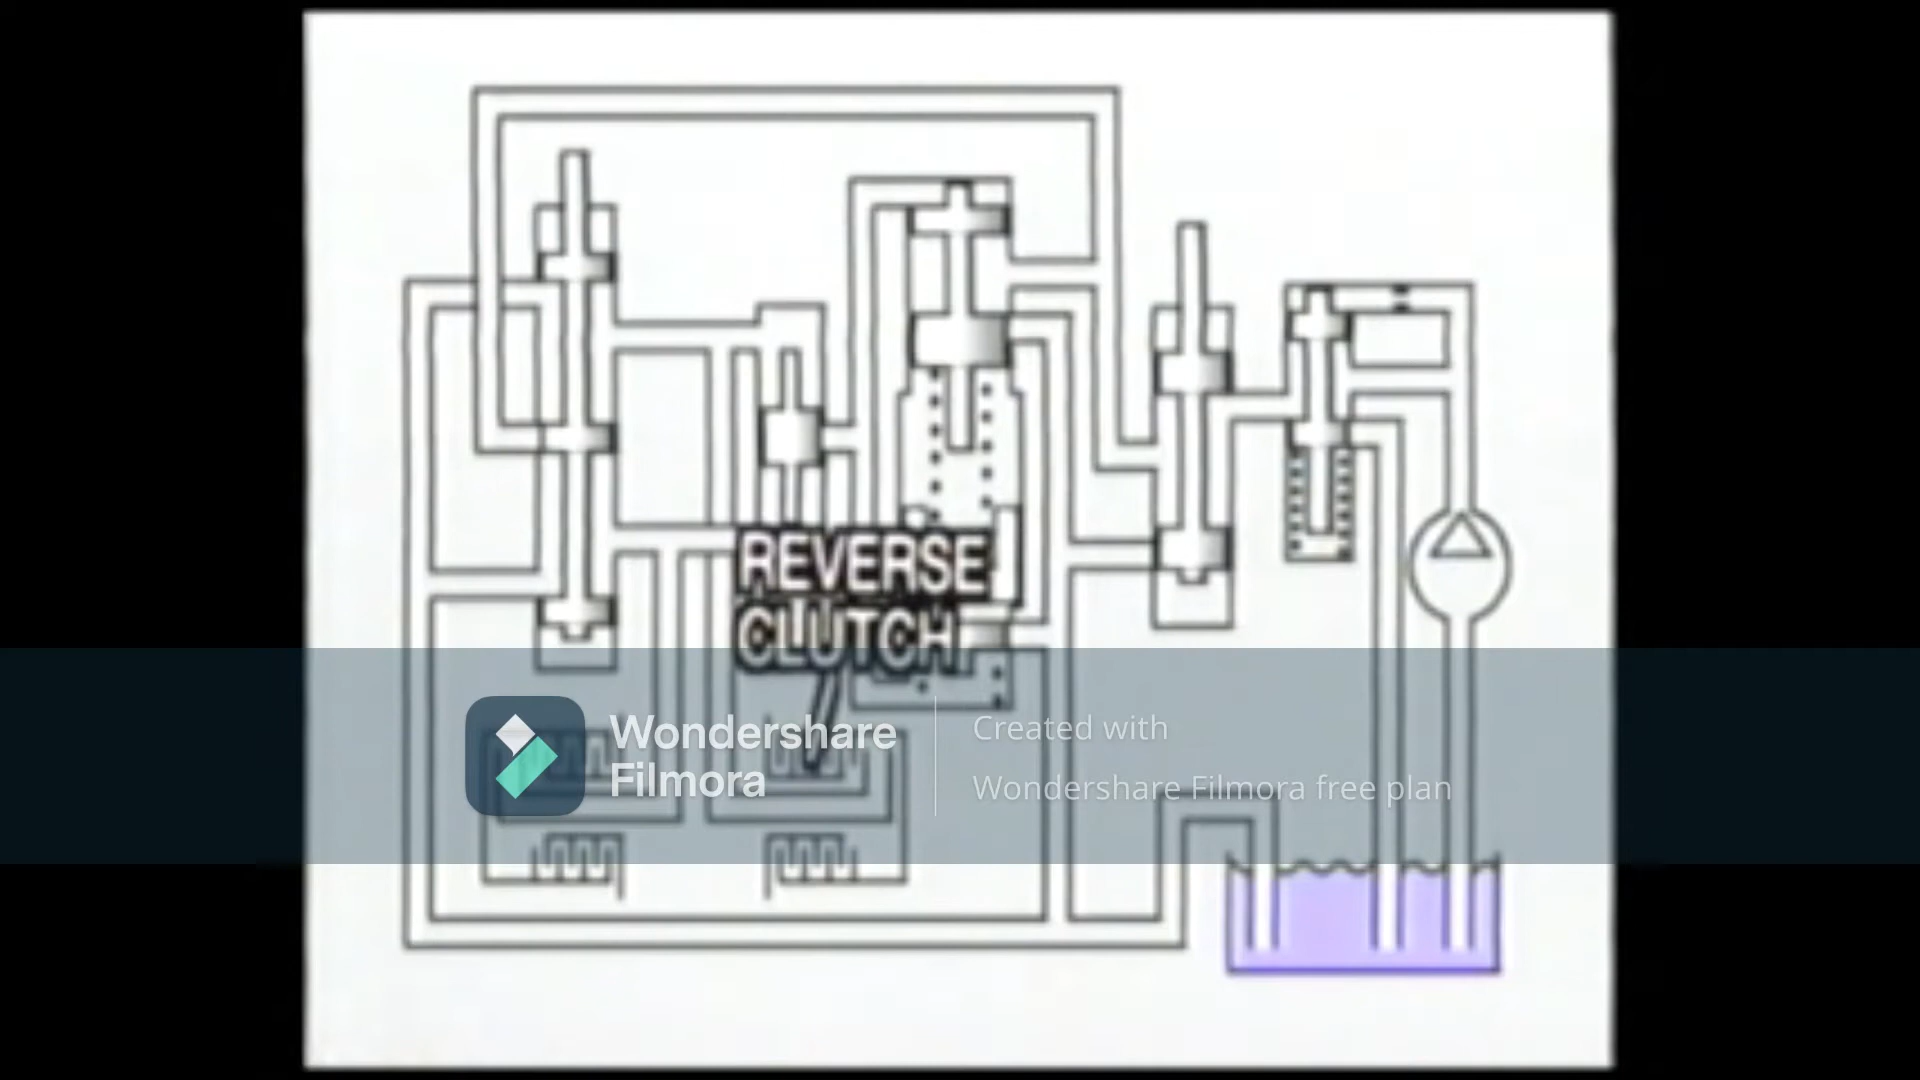 REVERSE
CLUTCH
Wondershare
Filmora
Created with
Wondershare Filmora free plan